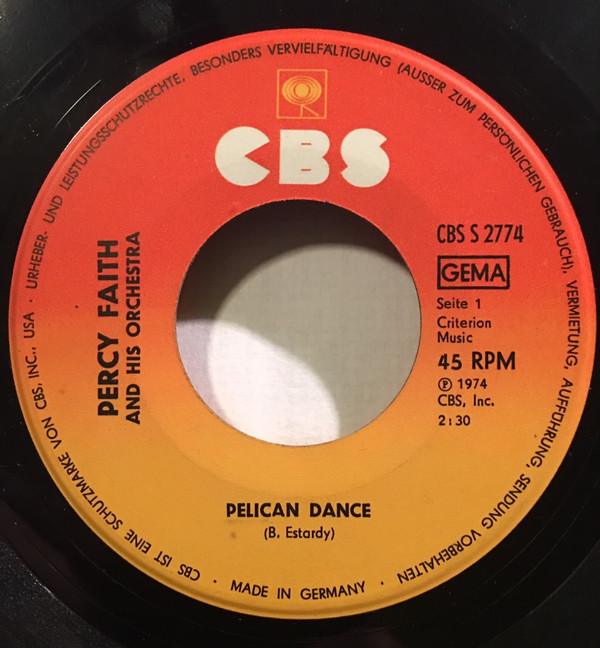 URHEBER- UND LEISTUNGSSCHUTZRECHTE, BESONDERS VERVIELFÄLTIGUNG (AUSSER ZUM PERSÖNLICHEN GEBRAUCH), VERMIETUNG, AUFFÜHRUNG, SENDUNG VORBEHALTEN
CBS
PERCY FAITH
AND HIS ORCHESTRA
CBS S 2774
GEMA
Seite 1
Criterion
Music
45 RPM
℗ 1974
CBS, Inc.
2:30
PELICAN DANCE
(B. Estardy)
· MADE IN GERMANY ·
CBS IST EINE SCHUTZMARKE VON CBS, INC., USA ·